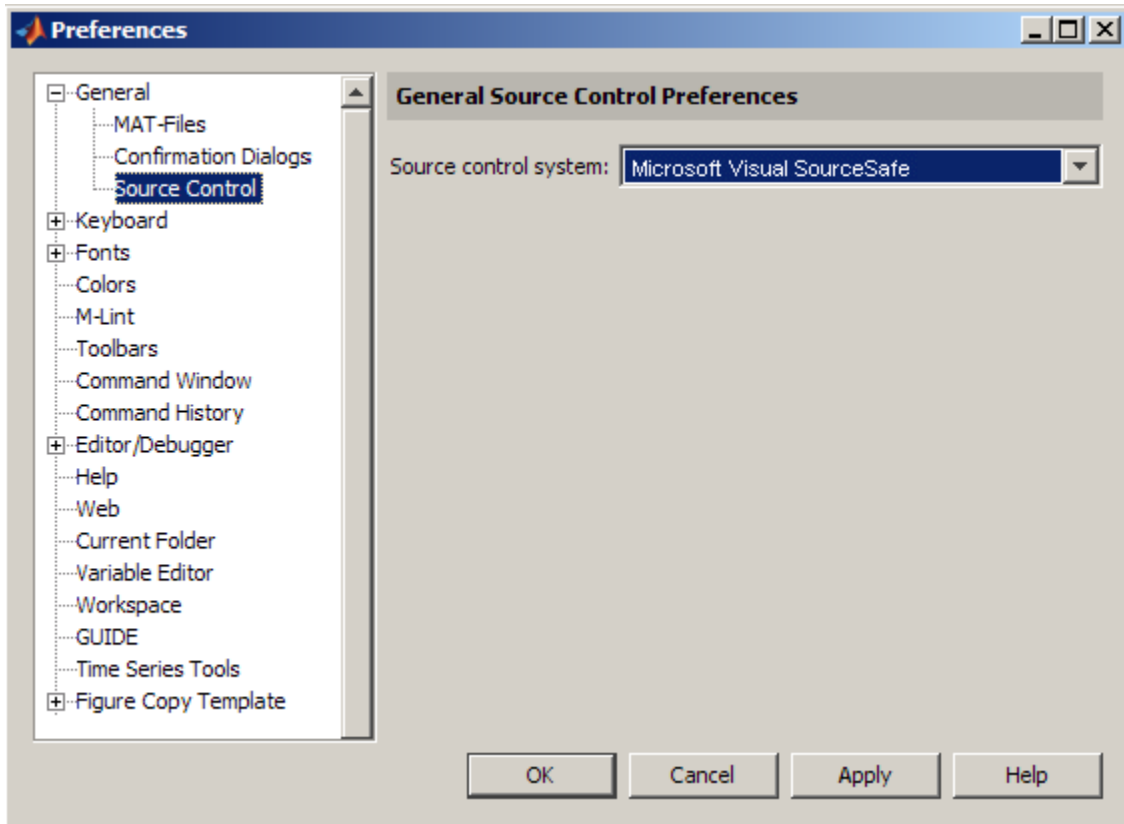 Preferences
General
MAT-Files
Confirmation Dialogs
Source Control
Keyboard
Fonts
Colors
M-Lint
Toolbars
Command Window
Command History
Editor/Debugger
Help
Web
Current Folder
Variable Editor
Workspace
GUIDE
Time Series Tools
Figure Copy Template
General Source Control Preferences
Source control system: Microsoft Visual SourceSafe
OK Cancel Apply Help